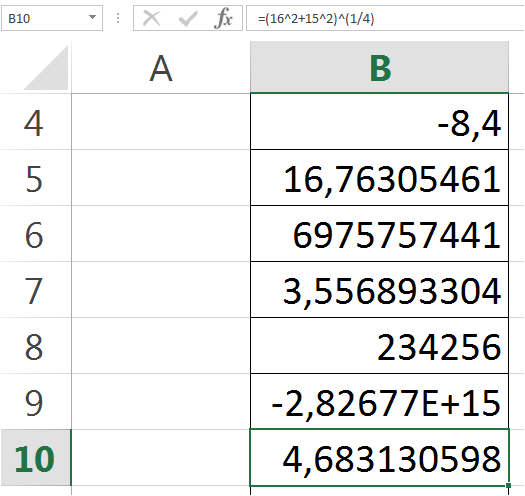 B10 fx =(16^2+15^2)^(1/4)
A B
4 -8,4
5 16,76305461
6 6975757441
7 3,556893304
8 234256
9 -2,82677E+15
10 4,683130598